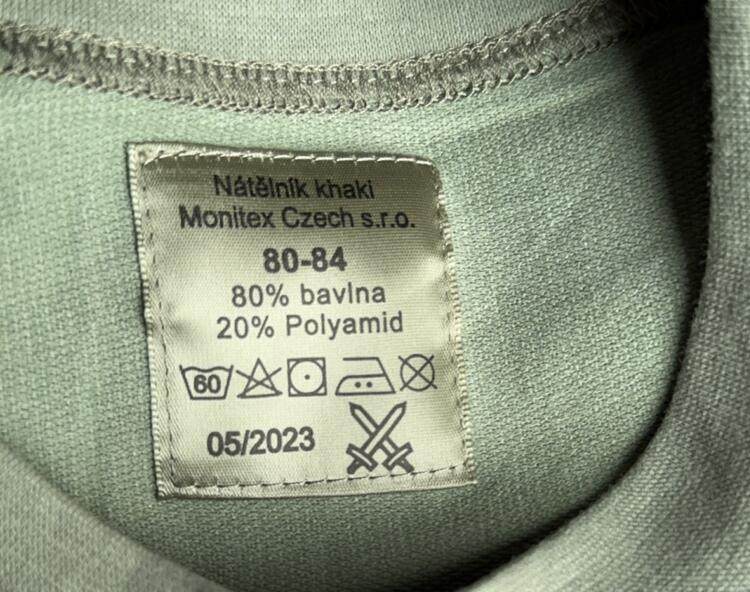 Nátělník khaki
Monitex Czech s.r.o.
80-84
80% bavlna
20% Polyamid
60
05/2023